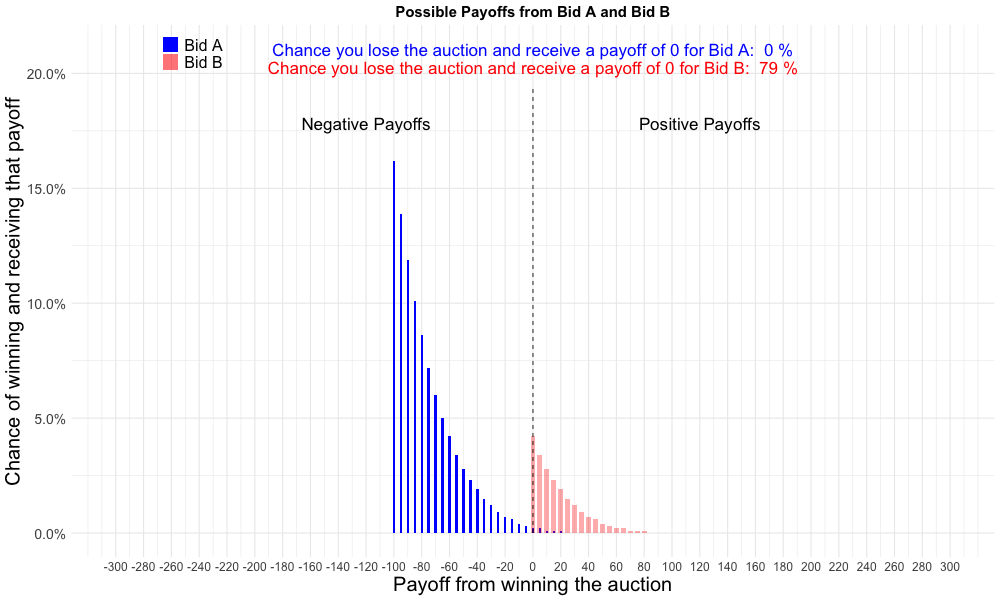 Possible Payoffs from Bid A and Bid B
Bid A
Bid B
Chance you lose the auction and receive a payoff of 0 for Bid A:  0 %
Chance you lose the auction and receive a payoff of 0 for Bid B:  79 %
Negative Payoffs
Positive Payoffs
Chance of winning and receiving that payoff
20.0%
15.0%
10.0%
5.0%
0.0%
-300 -280 -260 -240 -220 -200 -180 -160 -140 -120 -100 -80 -60 -40 -20 0 20 40 60 80 100 120 140 160 180 200 220 240 260 280 300
Payoff from winning the auction